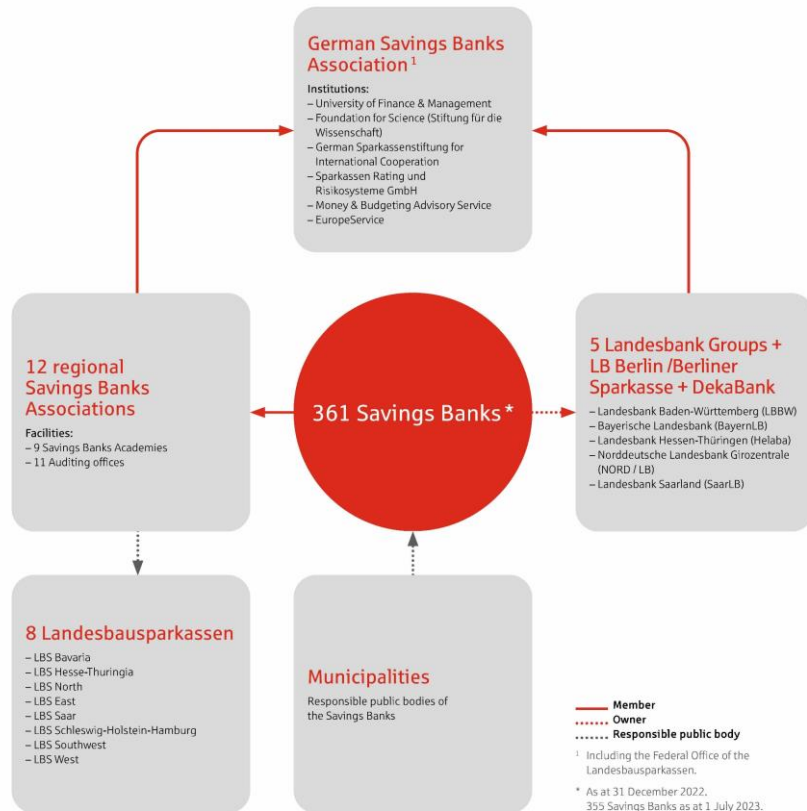 German Savings Banks
Association ¹
Institutions:
– University of Finance & Management
– Foundation for Science (Stiftung für die
Wissenschaft)
– German Sparkassenstiftung for
International Cooperation
– Sparkassen Rating und
Risikosysteme GmbH
– Money & Budgeting Advisory Service
– EuropeService
12 regional
Savings Banks
Associations
Facilities:
– 9 Savings Banks Academies
– 11 Auditing offices
361 Savings Banks *
5 Landesbank Groups +
LB Berlin /Berliner
Sparkasse + DekaBank
– Landesbank Baden-Württemberg (LBBW)
– Bayerische Landesbank (BayernLB)
– Landesbank Hessen-Thüringen (Helaba)
– Norddeutsche Landesbank Girozentrale
(NORD / LB)
– Landesbank Saarland (SaarLB)
8 Landesbausparkassen
– LBS Bavaria
– LBS Hesse-Thuringia
– LBS North
– LBS East
– LBS Saar
– LBS Schleswig-Holstein-Hamburg
– LBS Southwest
– LBS West
Municipalities
Responsible public bodies of
the Savings Banks
Member
Owner
Responsible public body
¹ Including the Federal Office of the
Landesbausparkassen.
* As at 31 December 2022.
355 Savings Banks as at 1 July 2023.